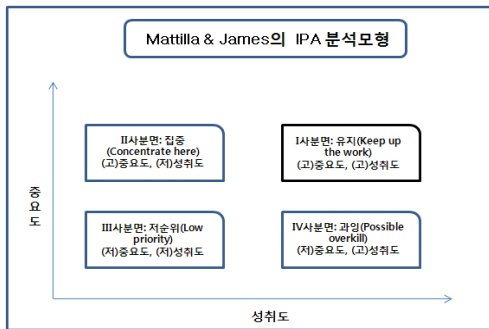 Mattilla & James의 IPA 분석모형
II사분면: 집중
(Concentrate here)
(고)중요도, (저)성취도
I사분면: 유지(Keep up
the work)
(고)중요도, (고)성취도
중
요
도
III사분면: 저순위(Low
priority)
(저)중요도, (저)성취도
IV사분면: 과잉(Possible
overkill)
(저)중요도, (고)성취도
성취도